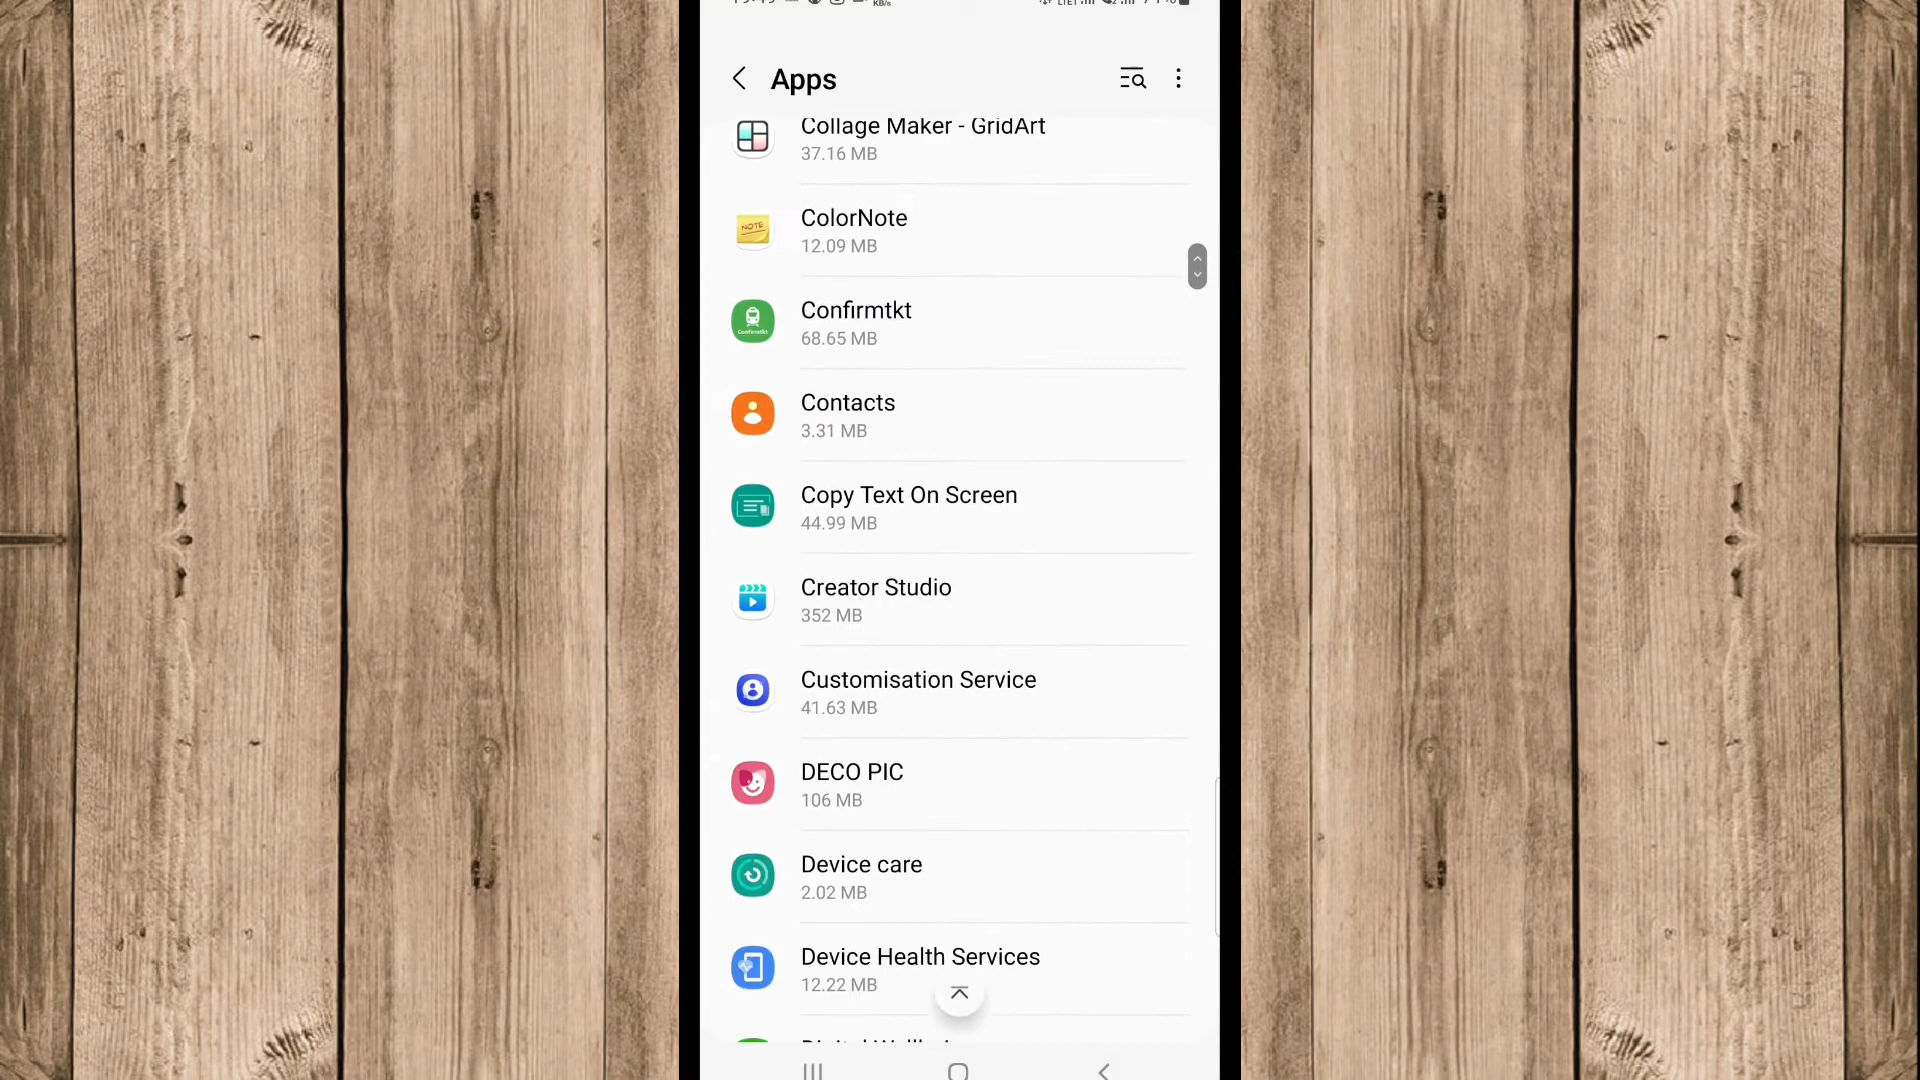 Apps
Collage Maker - GridArt
37.16 MB
NOTE
ColorNote
12.09 MB
Confirmtkt
Confirmtkt
68.65 MB
Contacts
3.31 MB
Copy Text On Screen
44.99 MB
Creator Studio
352 MB
Customisation Service
41.63 MB
DECO PIC
106 MB
Device care
2.02 MB
Device Health Services
12.22 MB